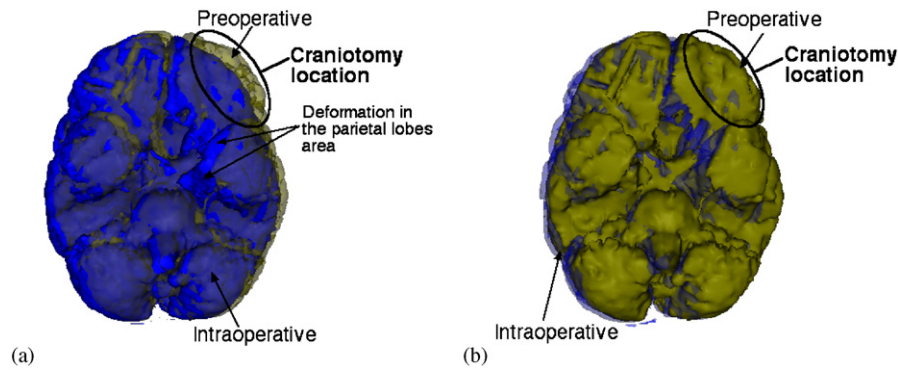 Preoperative
Craniotomy
location
Deformation in
the parietal lobes
area
Intraoperative
(a)
Preoperative
Craniotomy
location
Intraoperative
(b)